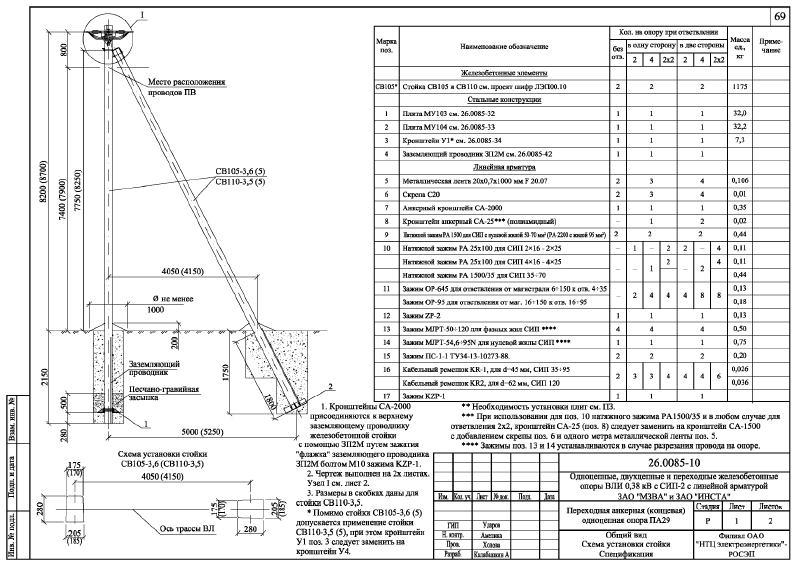 69
I
800
Место расположения
проводов ПВ
СВ105-3,6 (5)
СВ110-3,5 (5)
8200 (8700)
7400 (7900)
7750 (8250)
4050 (4150)
Ø не менее
1000
200
2150
500
280
1750
1800
Заземляющий
проводник
Песчано-гравийная
засыпка
1
2
5000 (5250)
Схема установки стойки
СВ105-3,6 (СВ110-3,5)
175
(170)
4050 (4150)
280
205
(185)
175
(170)
280
205
(185)
Ось трассы ВЛ
Марка поз.
Наименование обозначение
Кол. на опору при ответвлении
Масса ед., кг
Приме-
чание
без отв.
в одну сторону
в две стороны
2 4 2x2 2 4 2x2
Железобетонные элементы
СВ105* Стойка СВ105 и СВ110 см. проект шифр ЛЭП00.10 2 2 2 1175
Стальные конструкции
1 Плита МУ103 см. 26.0085-32 1 1 1 32,0
2 Плита МУ104 см. 26.0085-33 1 1 1 32,2
3 Кронштейн У1* см. 26.0085-34 1 1 1 7,3
4 Заземляющий проводник ЗП2М см. 26.0085-42 1 1 1
Линейная арматура
5 Металлическая лента 20x0,7x1000 мм F 20.07 2 3 4 0,106
6 Скрепа С20 2 3 4 0,01
7 Анкерный кронштейн СА-2000 1 1 1 0,35
8 Кронштейн анкерный СА-25*** (полиамидный) – 1 2 0,02
9 Натяжной зажим РА 1500 для СИП с нулевой жилой 50-70 мм² (РА-2200 с жилой 95 мм²) 2 2 2 0,44
10 Натяжной зажим РА 25x100 для СИП 2×16 - 2×25 – 1 – 2 2 – 4 0,11
Натяжной зажим РА 25x100 для СИП 4×16 - 4×25 2 4 0,11
Натяжной зажим РА 1500/35 для СИП 35÷70 – 1 – 2 0,44
11 Зажим ОР-645 для ответвления от магистрали 6÷150 к отв. 4÷35 – 2 4 4 4 8 8 0,13
Зажим ОР-95 для ответвления от маг. 16÷150 к отв. 16÷95 0,18
12 Зажим ZP-2 1 1 1 0,13
13 Зажим МЈРТ-50÷120 для фазных жил СИП **** 4 4 4 0,50
14 Зажим МЈРТ-54,6÷95N для нулевой жилы СИП **** 1 1 1 0,75
15 Зажим ПС-1-1 ТУ34-13-10273-88. 2 2 2 0,20
16 Кабельный ремешок KR-1, для d=45 мм, СИП 35÷95 2 3 3 4 4 4 6 0,026
Кабельный ремешок KR2, для d=62 мм, СИП 120 0,036
17 Зажим KZP-1 1 1 1
1. Кронштейны СА-2000
присоединяются к верхнему
заземляющему проводнику
железобетонной стойки
с помощью ЗП2М путем зажатия
"флажка" заземляющего проводника
ЗП2М болтом М10 зажима KZP-1.
2. Чертеж выполнен на 2х листах.
Узел I см. лист 2.
3. Размеры в скобках даны для
стойки СВ110-3,5.
* Помимо стойки СВ105-3,6 (5)
допускается применение стойки
СВ110-3,5 (5), при этом кронштейн
У1 поз. 3 следует заменить на
кронштейн У4.
** Необходимость установки плит см. ПЗ.
*** При использовании для поз. 10 натяжного зажима РА1500/35 и в любом случае для
ответвления 2х2, кронштейн СА-25 (поз. 8) следует заменить на кронштейн СА-1500
с добавлением скрепы поз. 6 и одного метра металлической ленты поз. 5.
**** Зажимы поз. 13 и 14 устанавливаются в случае разрезания провода на опоре.
26.0085-10
Одноцепные, двухцепные и переходные железобетонные
опоры ВЛИ 0,38 кВ с СИП-2 с линейной арматурой
ЗАО "МЗВА" и ЗАО "ИНСТА"
Изм. Кол. уч. Лист № док. Подп. Дата
ГИП Ударов
Н. контр. Амелина
Пров. Холова
Разраб. Калабашкин А
Переходная анкерная (концевая)
одноцепная опора ПА29
Стадия Лист Листов
Р 1 2
Общий вид
Схема установки стойки
Спецификация
Филиал ОАО
"НТЦ электроэнергетики"-
РОСЭП
Взам. инв. №
Подп. и дата
Инв. № подл.